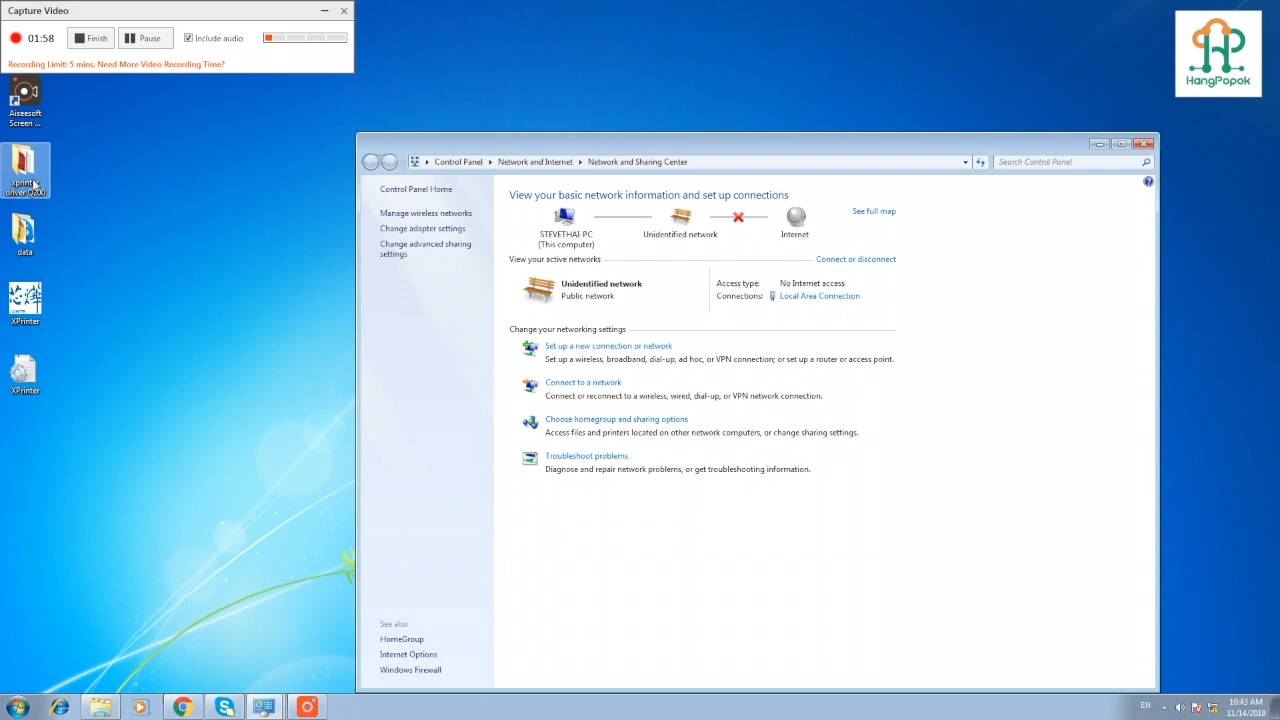 Capture Video
01:58
Finish
Pause
Include audio
Recording Limit: 5 mins. Need More Video Recording Time?
HangPopok
Aiseesoft
Screen ...
driver Q200
data
XPrinter
XPrinter
Control Panel
Network and Internet
Network and Sharing Center
Search Control Panel
Control Panel Home
Manage wireless networks
Change adapter settings
Change advanced sharing
settings
See also
HomeGroup
Internet Options
Windows Firewall
View your basic network information and set up connections
See full map
STEVETHAI-PC
(This computer)
Unidentified network
Internet
View your active networks
Connect or disconnect
Unidentified network
Public network
Access type: No Internet access
Connections: Local Area Connection
Change your networking settings
Set up a new connection or network
Set up a wireless, broadband, dial-up, ad hoc, or VPN connection; or set up a router or access point.
Connect to a network
Connect or reconnect to a wireless, wired, dial-up, or VPN network connection.
Choose homegroup and sharing options
Access files and printers located on other network computers, or change sharing settings.
Troubleshoot problems
Diagnose and repair network problems, or get troubleshooting information.
EN
10:43 AM
11/14/2018